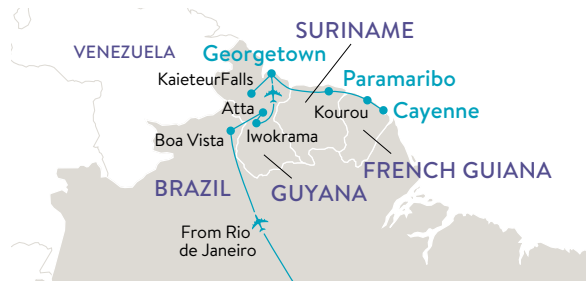 SURINAME
VENEZUELA
Georgetown
KaieteurFalls
Paramaribo
Atta
Kourou
Cayenne
Boa Vista
Iwokrama
FRENCH GUIANA
BRAZIL
GUYANA
From Rio
de Janeiro